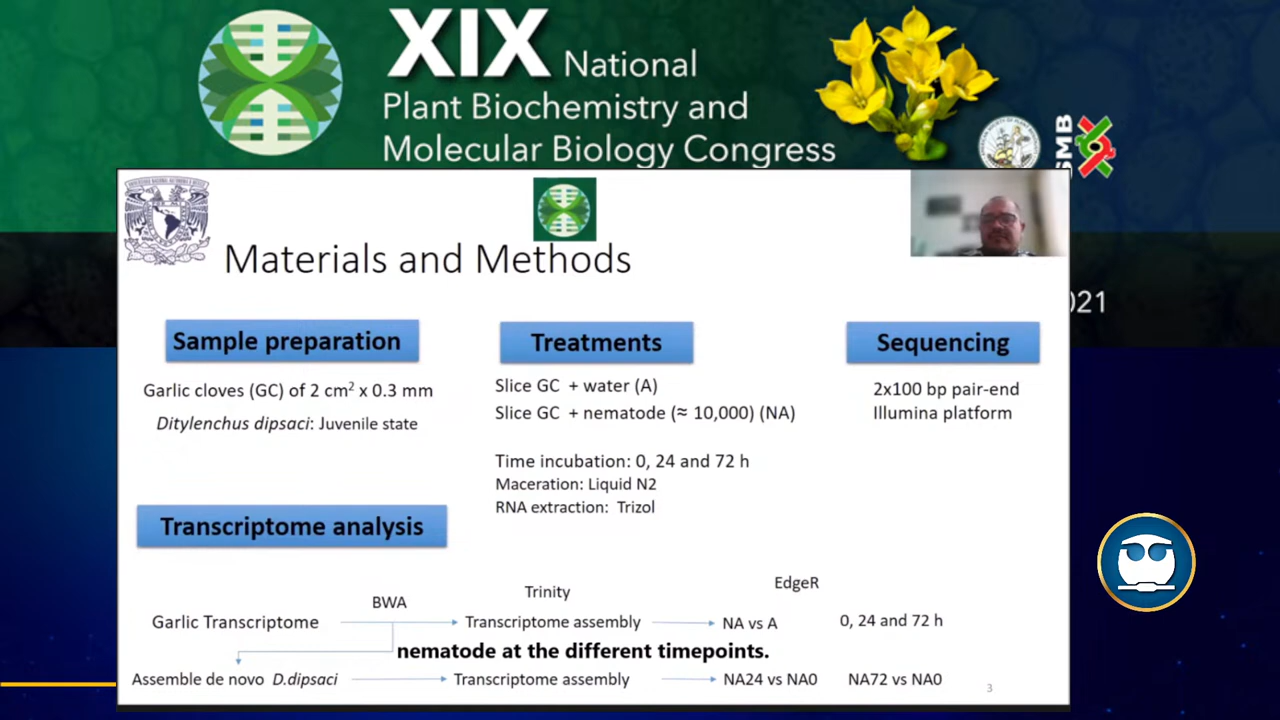 XIX National
Plant Biochemistry and
Molecular Biology Congress
SMB
021
Materials and Methods
Sample preparation
Garlic cloves (GC) of 2 cm² x 0.3 mm
Ditylenchus dipsaci: Juvenile state
Treatments
Slice GC + water (A)
Slice GC + nematode (≈ 10,000) (NA)
Time incubation: 0, 24 and 72 h
Maceration: Liquid N2
RNA extraction: Trizol
Sequencing
2x100 bp pair-end
Illumina platform
Transcriptome analysis
BWA
Trinity
EdgeR
Garlic Transcriptome
Transcriptome assembly
NA vs A
0, 24 and 72 h
nematode at the different timepoints.
Assemble de novo D.dipsaci
Transcriptome assembly
NA24 vs NA0
NA72 vs NA0
3